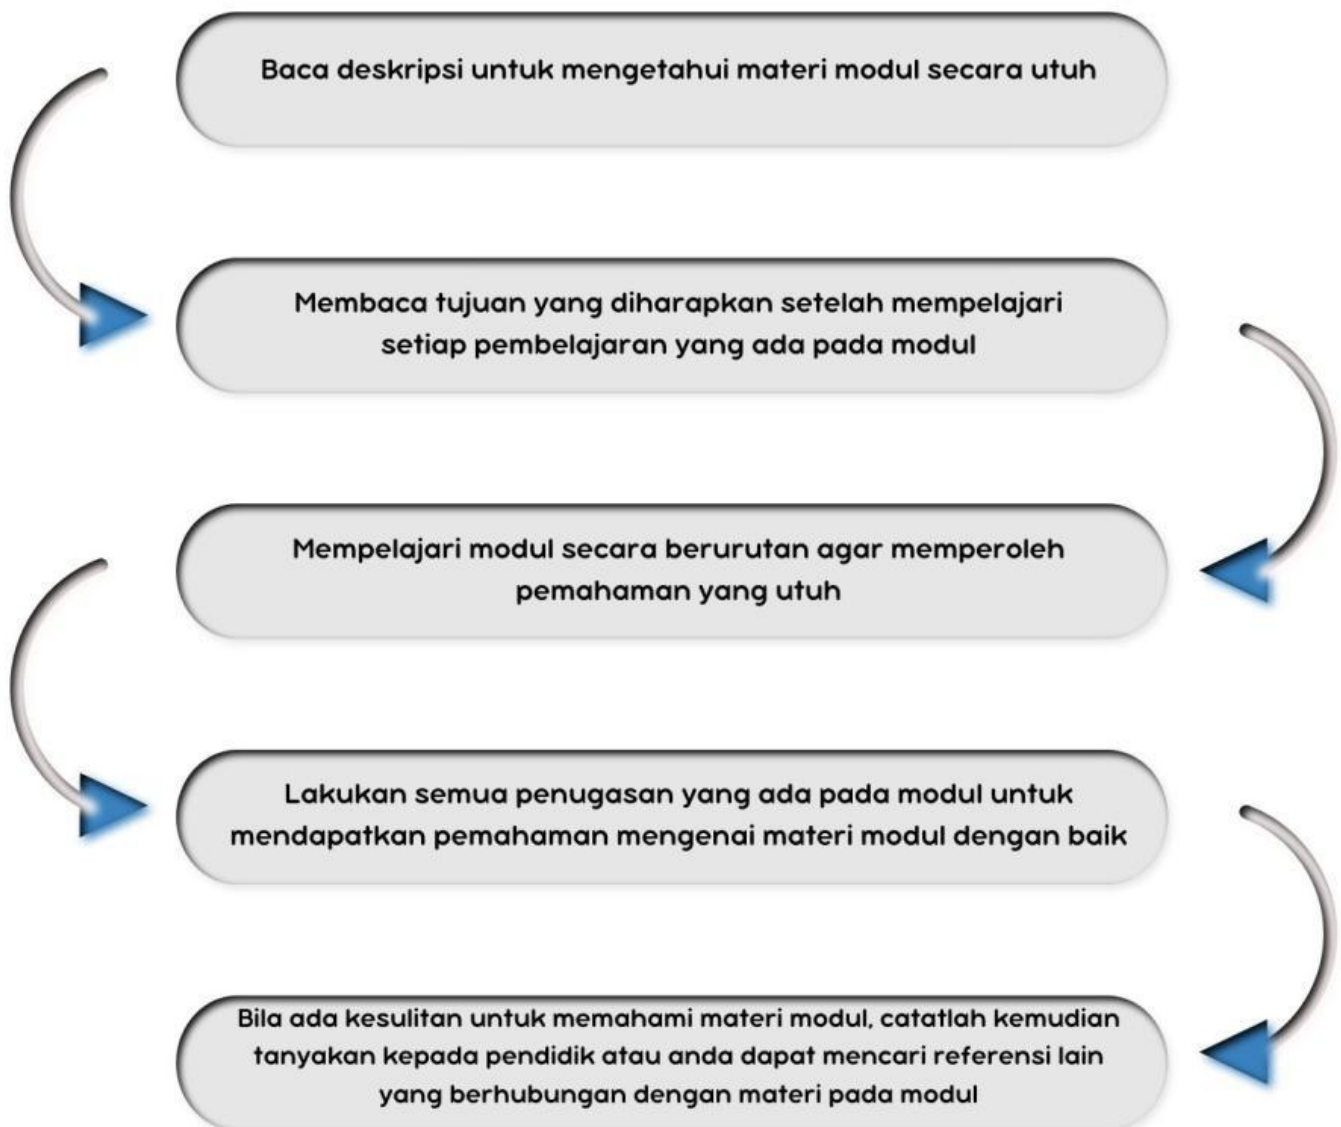 Baca deskripsi untuk mengetahui materi modul secara utuh
Membaca tujuan yang diharapkan setelah mempelajari
setiap pembelajaran yang ada pada modul
Mempelajari modul secara berurutan agar memperoleh
pemahaman yang utuh
Lakukan semua penugasan yang ada pada modul untuk
mendapatkan pemahaman mengenai materi modul dengan baik
Bila ada kesulitan untuk memahami materi modul, catatlah kemudian
tanyakan kepada pendidik atau anda dapat mencari referensi lain
yang berhubungan dengan materi pada modul